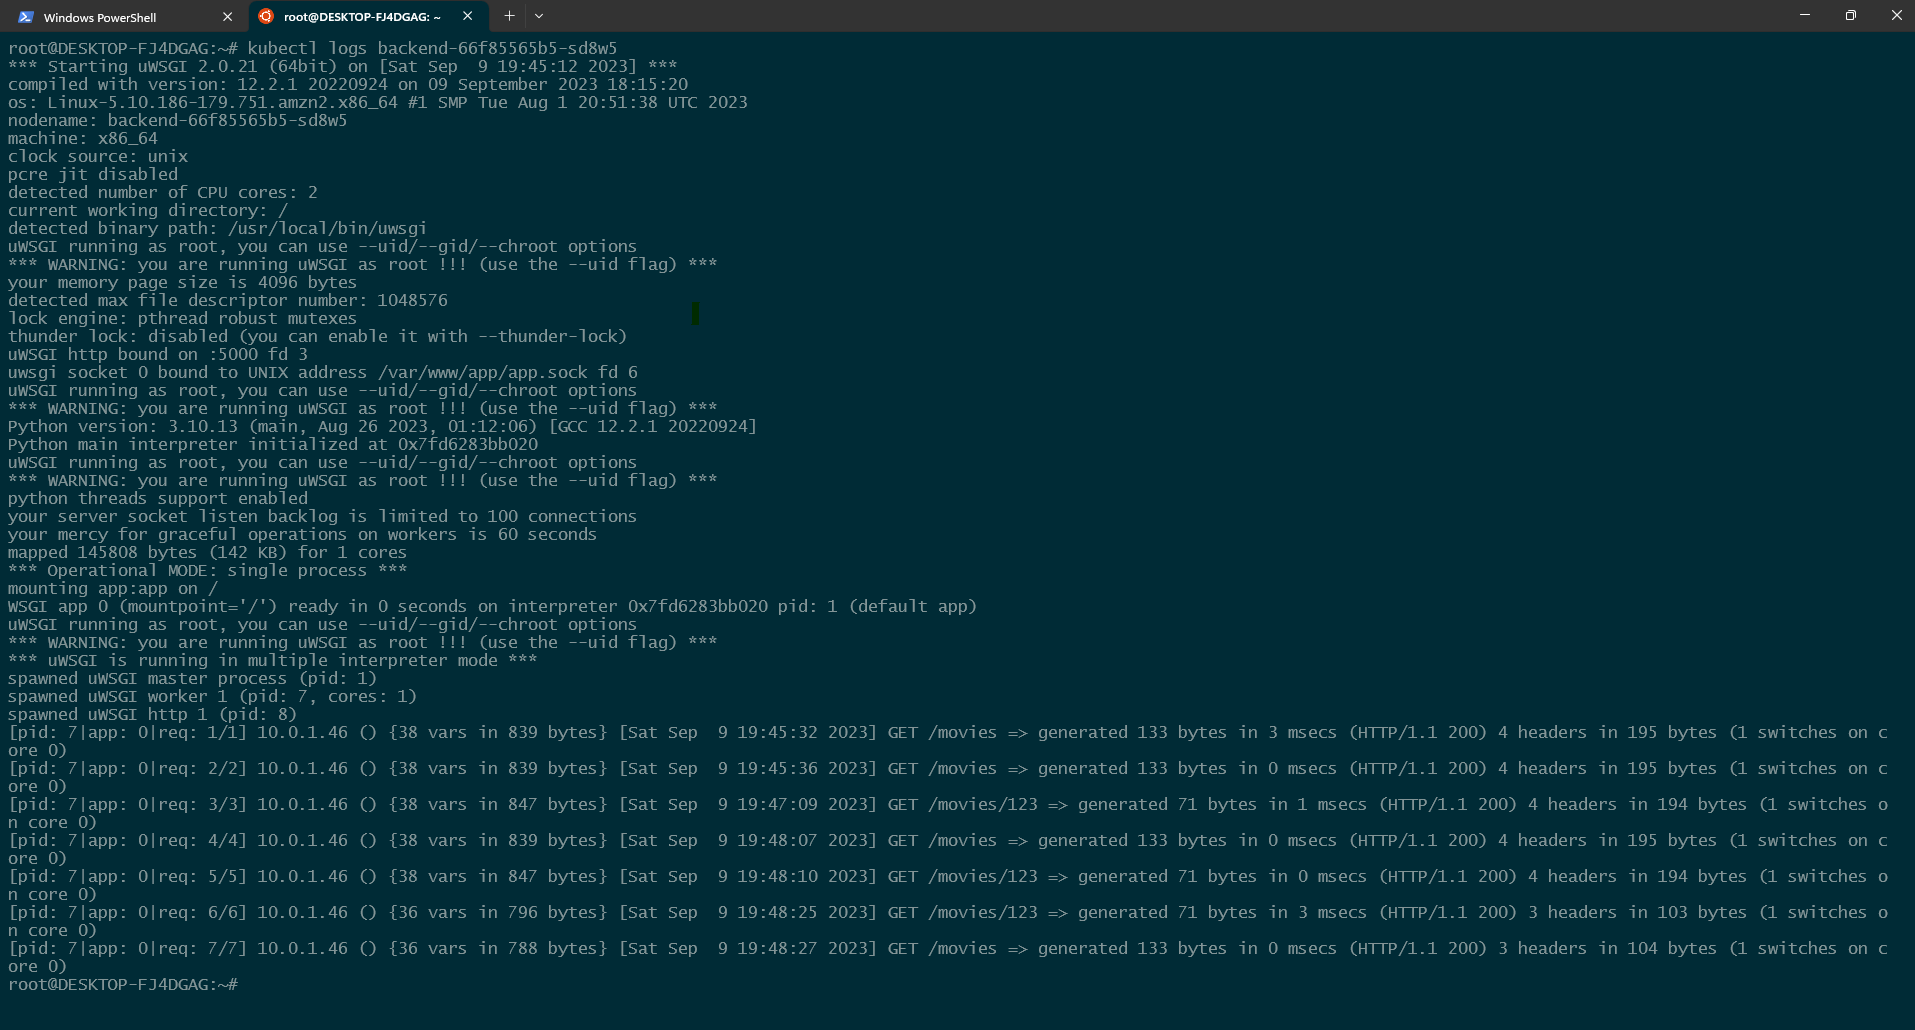 Windows PowerShell
root@DESKTOP-FJ4DGAG: ~
root@DESKTOP-FJ4DGAG:~# kubectl logs backend-66f85565b5-sd8w5
*** Starting uWSGI 2.0.21 (64bit) on [Sat Sep  9 19:45:12 2023] ***
compiled with version: 12.2.1 20220924 on 09 September 2023 18:15:20
os: Linux-5.10.186-179.751.amzn2.x86_64 #1 SMP Tue Aug 1 20:51:38 UTC 2023
nodename: backend-66f85565b5-sd8w5
machine: x86_64
clock source: unix
pcre jit disabled
detected number of CPU cores: 2
current working directory: /
detected binary path: /usr/local/bin/uwsgi
uWSGI running as root, you can use --uid/--gid/--chroot options
*** WARNING: you are running uWSGI as root !!! (use the --uid flag) ***
your memory page size is 4096 bytes
detected max file descriptor number: 1048576
lock engine: pthread robust mutexes
thunder lock: disabled (you can enable it with --thunder-lock)
uWSGI http bound on :5000 fd 3
uwsgi socket 0 bound to UNIX address /var/www/app/app.sock fd 6
uWSGI running as root, you can use --uid/--gid/--chroot options
*** WARNING: you are running uWSGI as root !!! (use the --uid flag) ***
Python version: 3.10.13 (main, Aug 26 2023, 01:12:06) [GCC 12.2.1 20220924]
Python main interpreter initialized at 0x7fd6283bb020
uWSGI running as root, you can use --uid/--gid/--chroot options
*** WARNING: you are running uWSGI as root !!! (use the --uid flag) ***
python threads support enabled
your server socket listen backlog is limited to 100 connections
your mercy for graceful operations on workers is 60 seconds
mapped 145808 bytes (142 KB) for 1 cores
*** Operational MODE: single process ***
mounting app:app on /
WSGI app 0 (mountpoint='/') ready in 0 seconds on interpreter 0x7fd6283bb020 pid: 1 (default app)
uWSGI running as root, you can use --uid/--gid/--chroot options
*** WARNING: you are running uWSGI as root !!! (use the --uid flag) ***
*** uWSGI is running in multiple interpreter mode ***
spawned uWSGI master process (pid: 1)
spawned uWSGI worker 1 (pid: 7, cores: 1)
spawned uWSGI http 1 (pid: 8)
[pid: 7|app: 0|req: 1/1] 10.0.1.46 () {38 vars in 839 bytes} [Sat Sep  9 19:45:32 2023] GET /movies => generated 133 bytes in 3 msecs (HTTP/1.1 200) 4 headers in 195 bytes (1 switches on c
ore 0)
[pid: 7|app: 0|req: 2/2] 10.0.1.46 () {38 vars in 839 bytes} [Sat Sep  9 19:45:36 2023] GET /movies => generated 133 bytes in 0 msecs (HTTP/1.1 200) 4 headers in 195 bytes (1 switches on c
ore 0)
[pid: 7|app: 0|req: 3/3] 10.0.1.46 () {38 vars in 847 bytes} [Sat Sep  9 19:47:09 2023] GET /movies/123 => generated 71 bytes in 1 msecs (HTTP/1.1 200) 4 headers in 194 bytes (1 switches o
n core 0)
[pid: 7|app: 0|req: 4/4] 10.0.1.46 () {38 vars in 839 bytes} [Sat Sep  9 19:48:07 2023] GET /movies => generated 133 bytes in 0 msecs (HTTP/1.1 200) 4 headers in 195 bytes (1 switches on c
ore 0)
[pid: 7|app: 0|req: 5/5] 10.0.1.46 () {38 vars in 847 bytes} [Sat Sep  9 19:48:10 2023] GET /movies/123 => generated 71 bytes in 0 msecs (HTTP/1.1 200) 4 headers in 194 bytes (1 switches o
n core 0)
[pid: 7|app: 0|req: 6/6] 10.0.1.46 () {36 vars in 796 bytes} [Sat Sep  9 19:48:25 2023] GET /movies/123 => generated 71 bytes in 3 msecs (HTTP/1.1 200) 3 headers in 103 bytes (1 switches o
n core 0)
[pid: 7|app: 0|req: 7/7] 10.0.1.46 () {36 vars in 788 bytes} [Sat Sep  9 19:48:27 2023] GET /movies => generated 133 bytes in 0 msecs (HTTP/1.1 200) 3 headers in 104 bytes (1 switches on c
ore 0)
root@DESKTOP-FJ4DGAG:~#